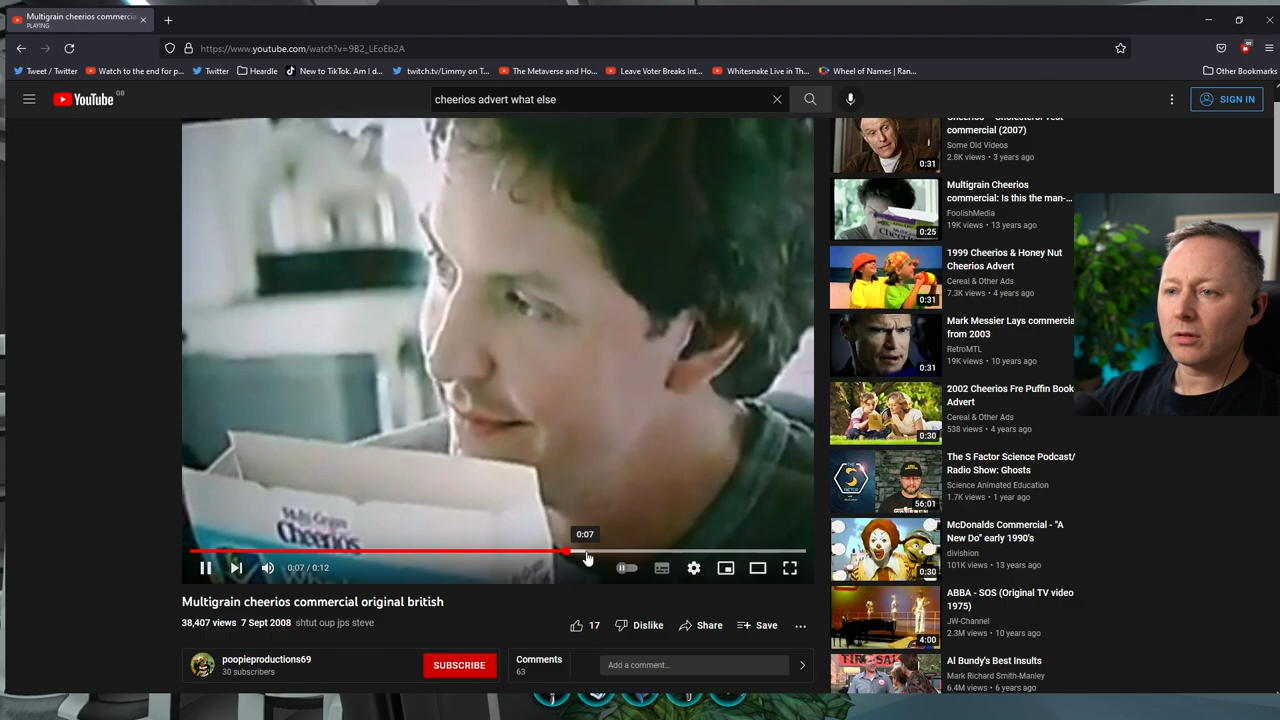 Multigrain cheerios commercia
PLAYING
https://www.youtube.com/watch?v=9B2_LEoEb2A
Tweet / Twitter
Watch to the end for p...
Twitter
Heardle
New to TikTok. Am I d...
twitch.tv/Limmy on T...
The Metaverse and Ho...
Leave Voter Breaks Int...
Whitesnake Live in Th...
Wheel of Names | Ran...
Other Bookmarks
YouTube GB
cheerios advert what else
SIGN IN
Multi-Grain
Cheerios
0:07
0:07 / 0:12
Multigrain cheerios commercial original british
38,407 views 7 Sept 2008 shtut oup jps steve
17
Dislike
Share
Save
poopieproductions69
30 subscribers
SUBSCRIBE
Comments
63
Add a comment...
commercial (2007)
Some Old Videos
2.8K views • 3 years ago
0:31
Multigrain Cheerios
commercial: Is this the man-...
FoolishMedia
19K views • 13 years ago
0:25
1999 Cheerios & Honey Nut
Cheerios Advert
Cereal & Other Ads
7.3K views • 4 years ago
0:31
Mark Messier Lays commercia
from 2003
RetroMTL
19K views • 10 years ago
0:31
2002 Cheerios Fre Puffin Book
Advert
Cereal & Other Ads
538 views • 4 years ago
0:30
The S Factor Science Podcast/
Radio Show: Ghosts
Science Animated Education
1.7K views • 1 year ago
56:01
McDonalds Commercial - "A
New Do" early 1990's
divishion
101K views • 13 years ago
0:30
ABBA - SOS (Original TV video
1975)
JW-Channel
2.3M views • 10 years ago
4:00
Al Bundy's Best Insults
Mark Richard Smith-Manley
6.4M views • 6 years ago